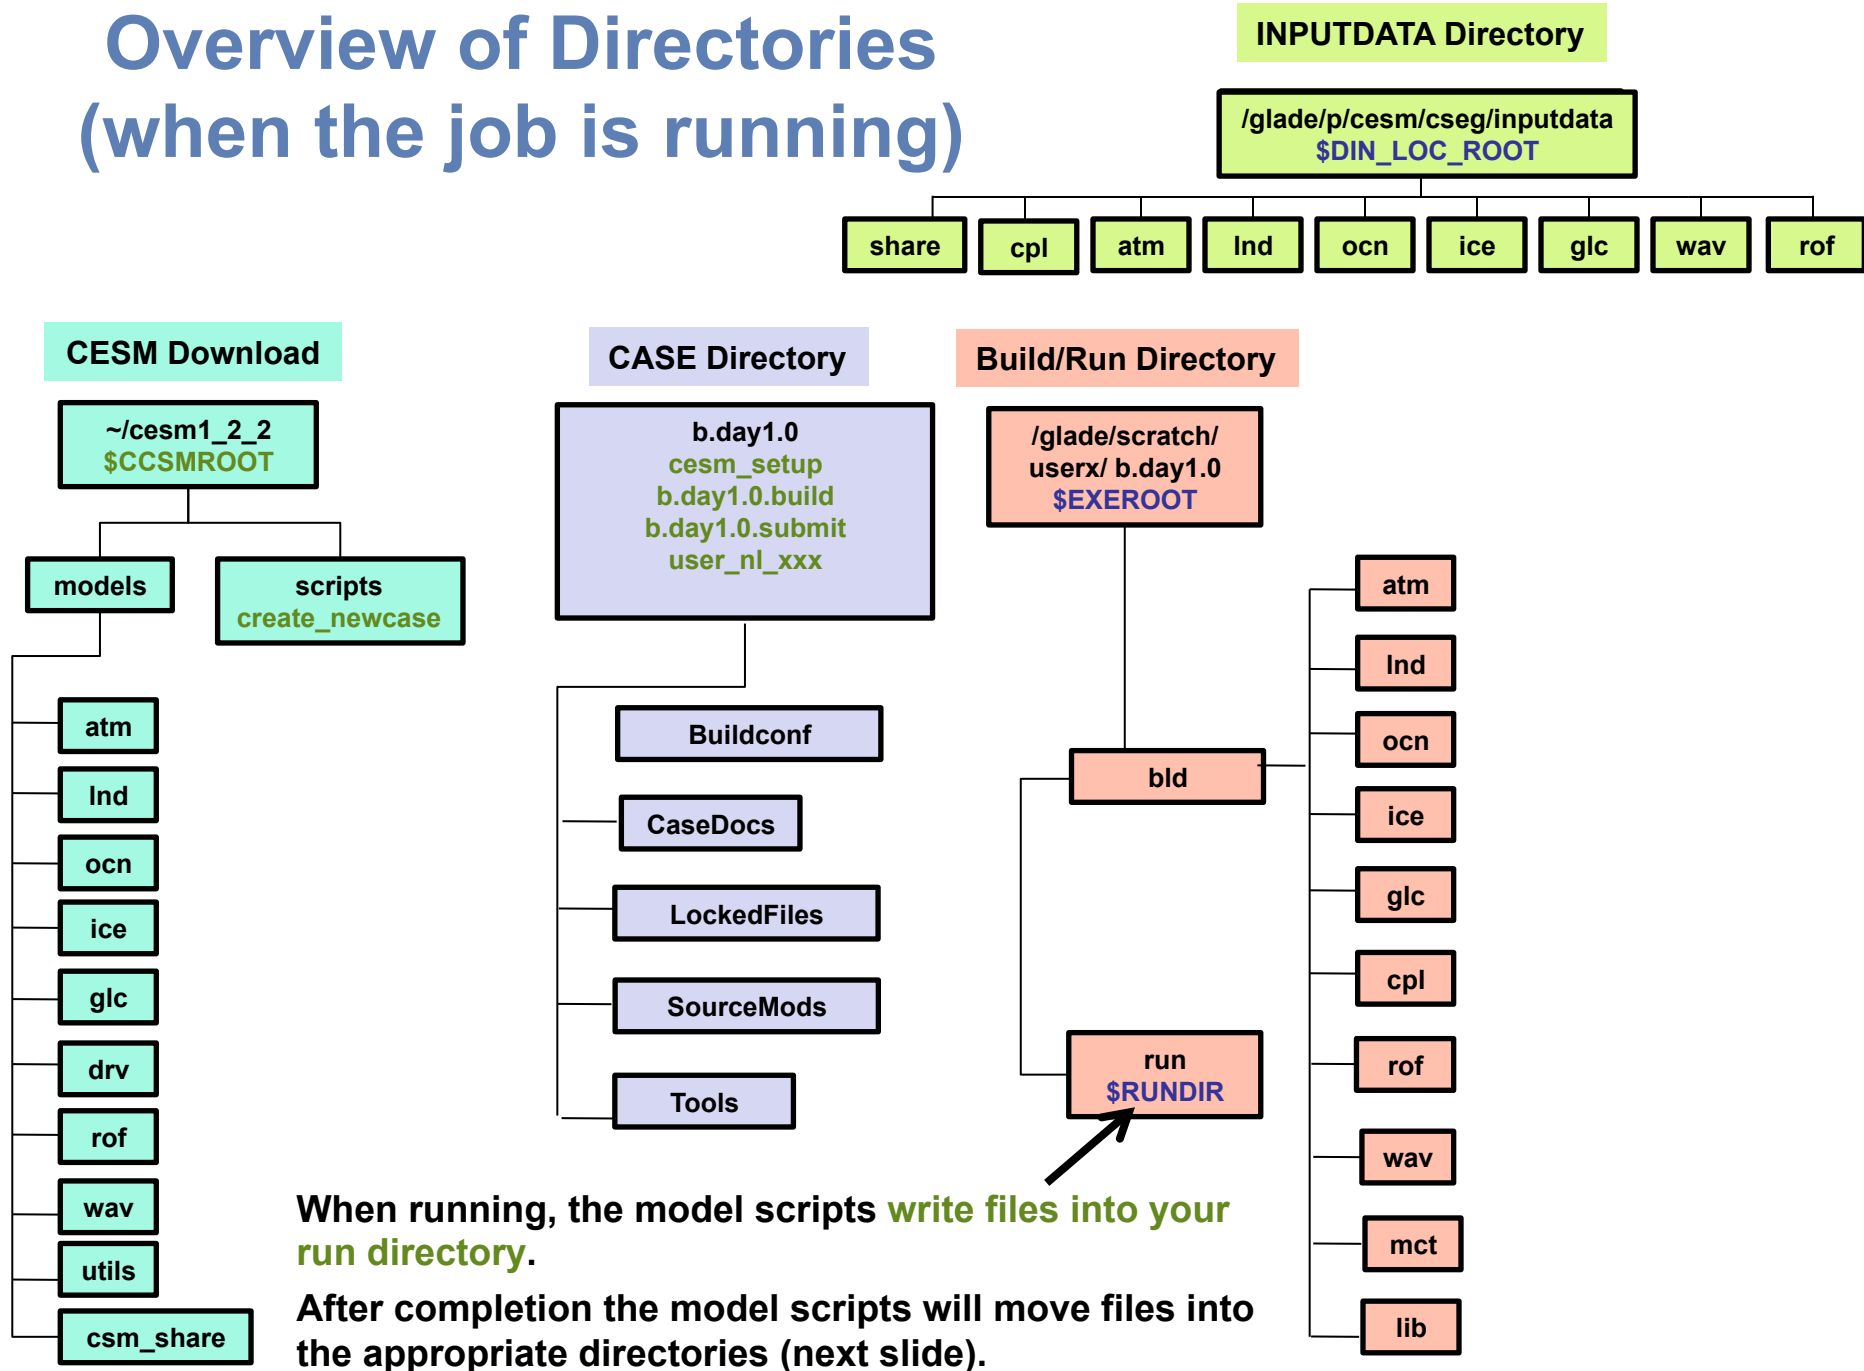 Overview of Directories
(when the job is running)
INPUTDATA Directory
/glade/p/cesm/cseg/inputdata
$DIN_LOC_ROOT
share
cpl
atm
lnd
ocn
ice
glc
wav
rof
CESM Download
~/cesm1_2_2
$CCSMROOT
models
scripts
create_newcase
atm
lnd
ocn
ice
glc
drv
rof
wav
utils
csm_share
CASE Directory
b.day1.0
cesm_setup
b.day1.0.build
b.day1.0.submit
user_nl_xxx
Buildconf
CaseDocs
LockedFiles
SourceMods
Tools
Build/Run Directory
/glade/scratch/
userx/ b.day1.0
$EXEROOT
bld
run
$RUNDIR
atm
lnd
ocn
ice
glc
cpl
rof
wav
mct
lib
When running, the model scripts write files into your
run directory.
After completion the model scripts will move files into
the appropriate directories (next slide).